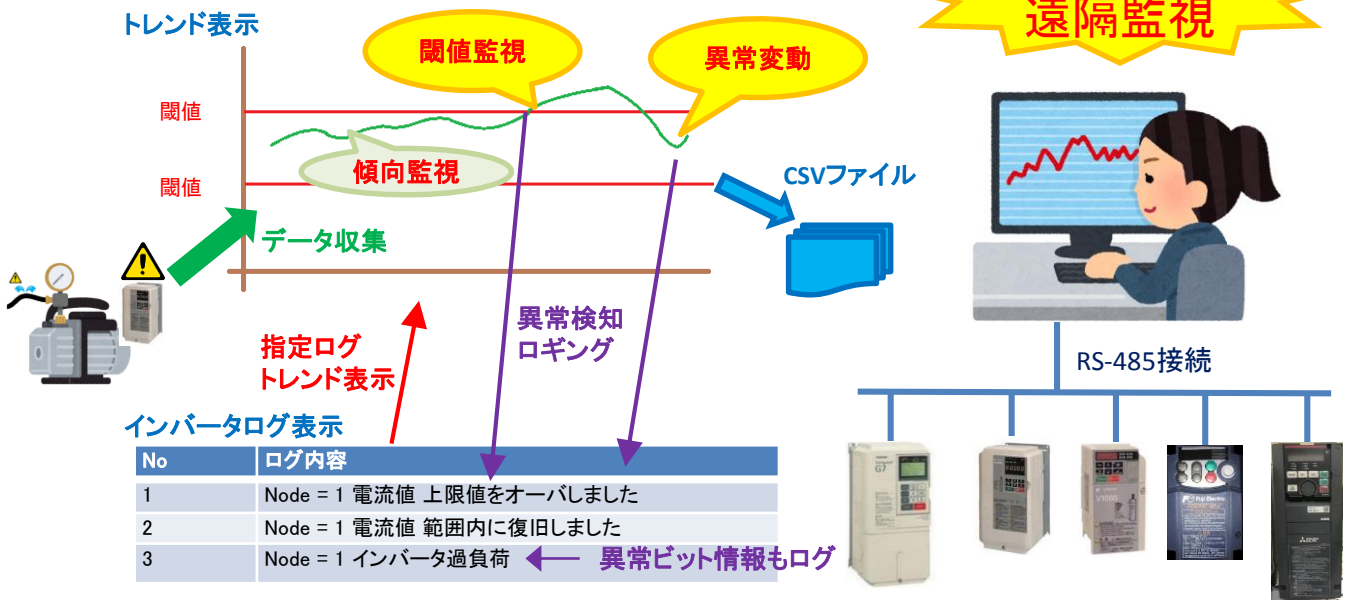 トレンド表示
遠隔監視
閾値監視
異常変動
閾値
傾向監視
閾値
CSVファイル
データ収集
異常検知
ロギング
指定ログ
トレンド表示
RS-485接続
インバータログ表示
No ログ内容
1 Node = 1 電流値 上限値をオーバしました
2 Node = 1 電流値 範囲内に復旧しました
3 Node = 1 インバータ過負荷
異常ビット情報もログ
G7
V1000
Fuji Electric